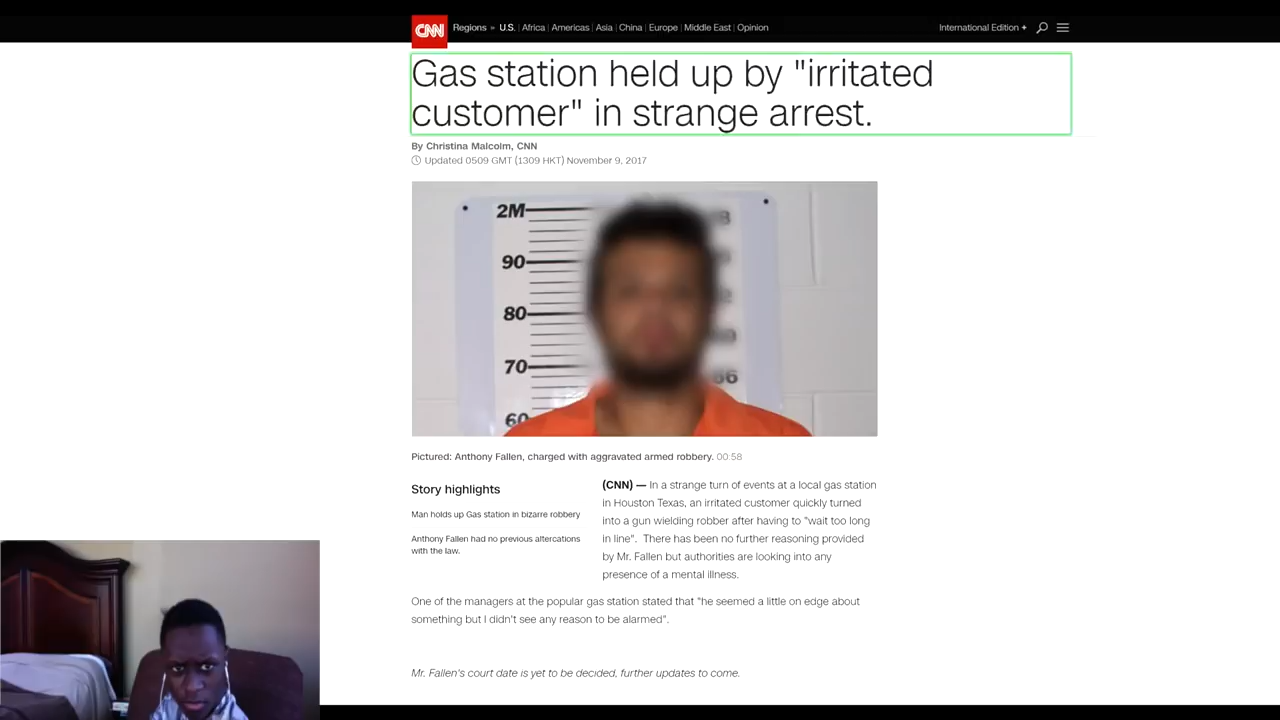 CNN Regions » U.S. | Africa | Americas | Asia | China | Europe | Middle East | Opinion International Edition +
Gas station held up by "irritated
customer" in strange arrest.
By Christina Malcolm, CNN
Updated 0509 GMT (1309 HKT) November 9, 2017
2M
90
80
70
60
Pictured: Anthony Fallen, charged with aggravated armed robbery. 00:58
Story highlights
Man holds up Gas station in bizarre robbery
Anthony Fallen had no previous altercations
with the law.
(CNN) — In a strange turn of events at a local gas station
in Houston Texas, an irritated customer quickly turned
into a gun wielding robber after having to "wait too long
in line". There has been no further reasoning provided
by Mr. Fallen but authorities are looking into any
presence of a mental illness.
One of the managers at the popular gas station stated that "he seemed a little on edge about
something but I didn't see any reason to be alarmed".
Mr. Fallen's court date is yet to be decided, further updates to come.